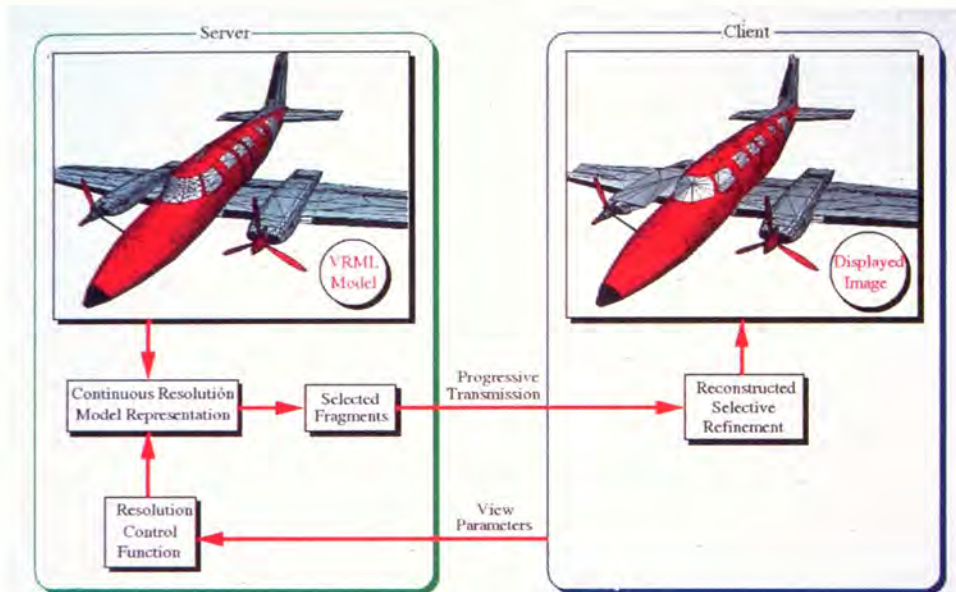 Server
Client
VRML
Model
Displayed
Image
Continuous Resolution
Model Representation
Selected
Fragments
Progressive
Transmission
Reconstructed
Selective
Refinement
Resolution
Control
Function
View
Parameters